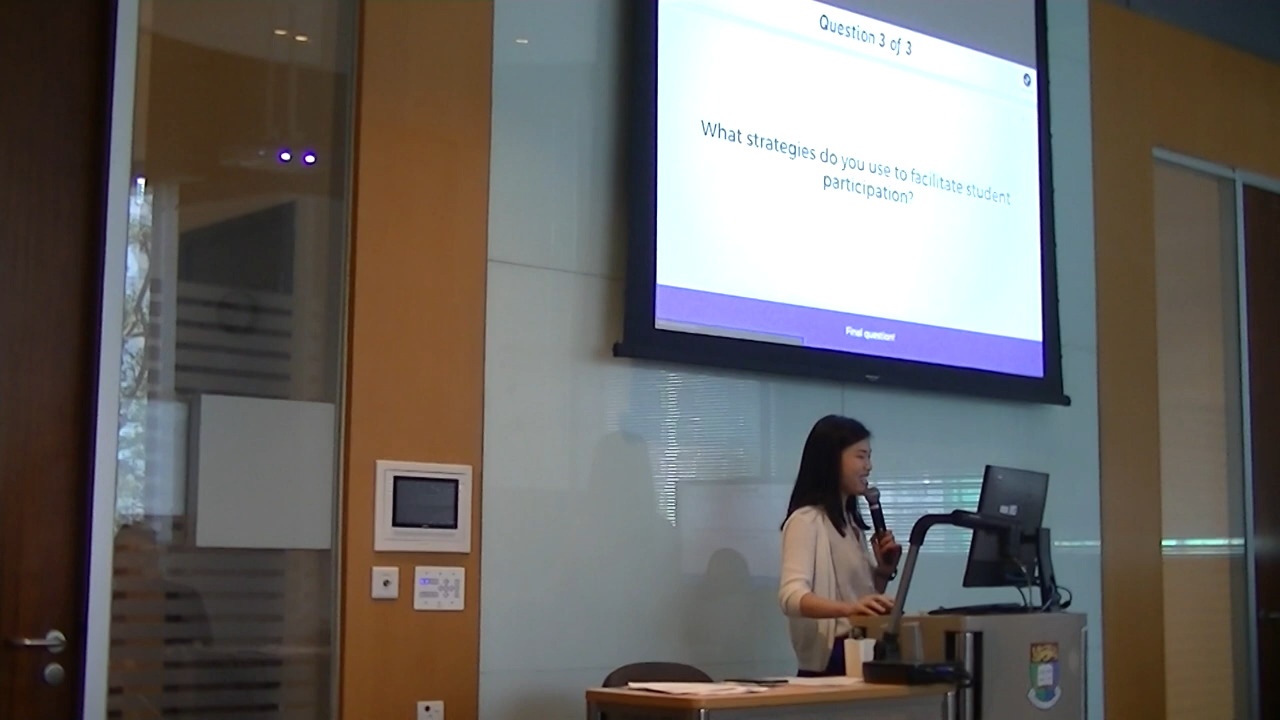 Question 3 of 3
What strategies do you use to facilitate student
participation?
Final question!